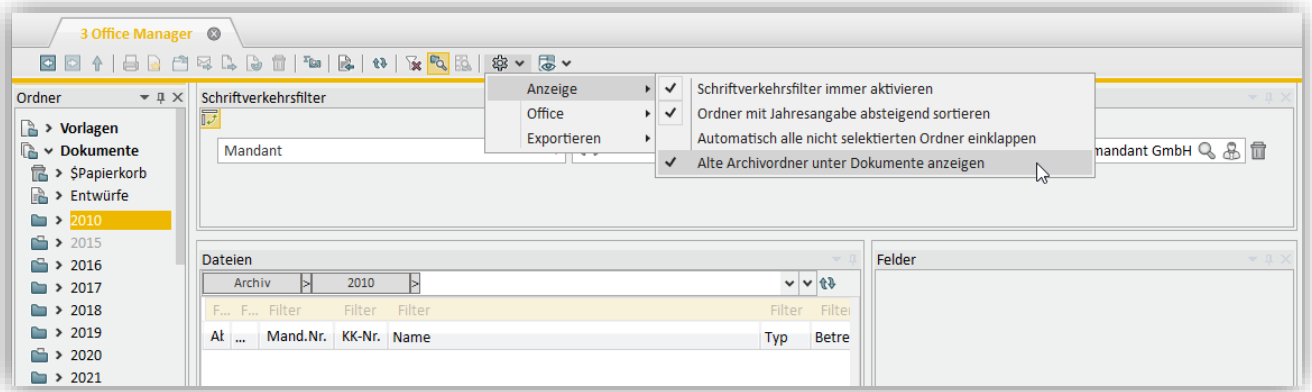 3 Office Manager
Ordner
Vorlagen
Dokumente
$Papierkorb
Entwürfe
2010
2015
2016
2017
2018
2019
2020
2021
Schriftverkehrsfilter
Mandant
mandant GmbH
Anzeige
Office
Exportieren
Schriftverkehrsfilter immer aktivieren
Ordner mit Jahresangabe absteigend sortieren
Automatisch alle nicht selektierten Ordner einklappen
Alte Archivordner unter Dokumente anzeigen
Dateien
Archiv > 2010 >
F... F... Filter Filter Filter Filter Filter
Ak ... Mand.Nr. KK-Nr. Name Typ Betre
Felder